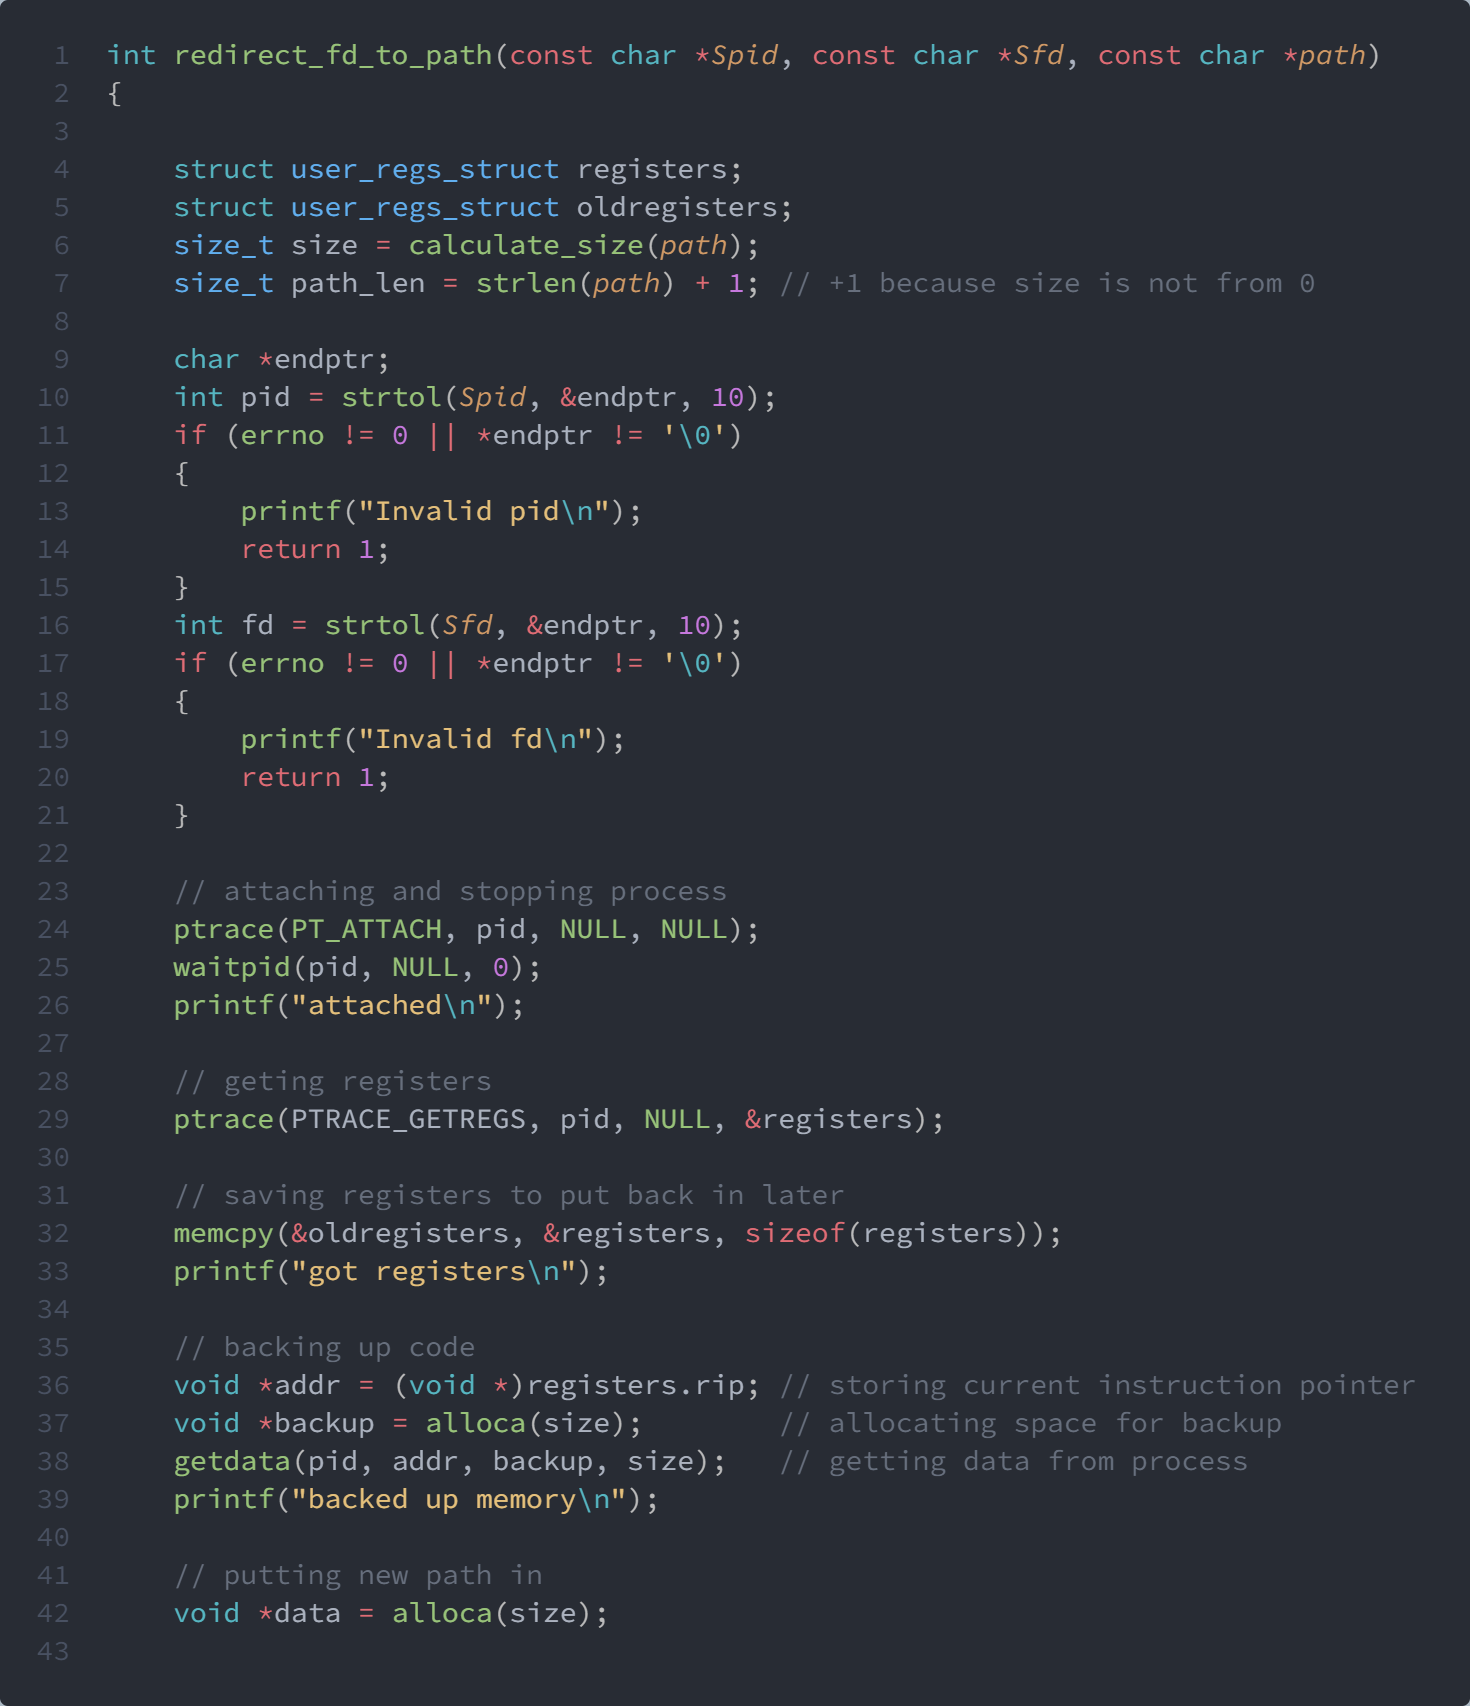 1 int redirect_fd_to_path(const char *Spid, const char *Sfd, const char *path)
2 {
3
4     struct user_regs_struct registers;
5     struct user_regs_struct oldregisters;
6     size_t size = calculate_size(path);
7     size_t path_len = strlen(path) + 1; // +1 because size is not from 0
8
9     char *endptr;
10     int pid = strtol(Spid, &endptr, 10);
11     if (errno != 0 || *endptr != '\0')
12     {
13         printf("Invalid pid\n");
14         return 1;
15     }
16     int fd = strtol(Sfd, &endptr, 10);
17     if (errno != 0 || *endptr != '\0')
18     {
19         printf("Invalid fd\n");
20         return 1;
21     }
22
23     // attaching and stopping process
24     ptrace(PT_ATTACH, pid, NULL, NULL);
25     waitpid(pid, NULL, 0);
26     printf("attached\n");
27
28     // geting registers
29     ptrace(PTRACE_GETREGS, pid, NULL, &registers);
30
31     // saving registers to put back in later
32     memcpy(&oldregisters, &registers, sizeof(registers));
33     printf("got registers\n");
34
35     // backing up code
36     void *addr = (void *)registers.rip; // storing current instruction pointer
37     void *backup = alloca(size);        // allocating space for backup
38     getdata(pid, addr, backup, size);   // getting data from process
39     printf("backed up memory\n");
40
41     // putting new path in
42     void *data = alloca(size);
43